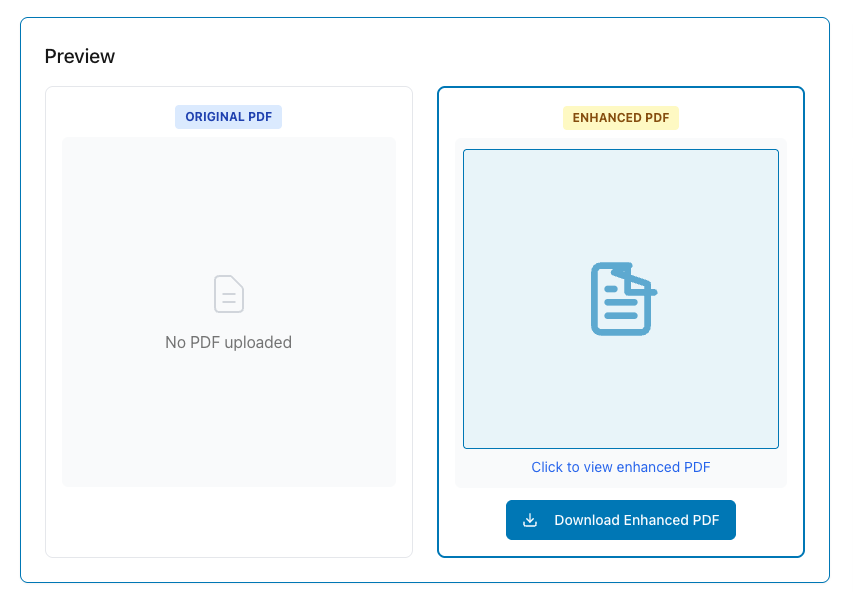 Preview
ORIGINAL PDF
No PDF uploaded
ENHANCED PDF
Click to view enhanced PDF
Download Enhanced PDF